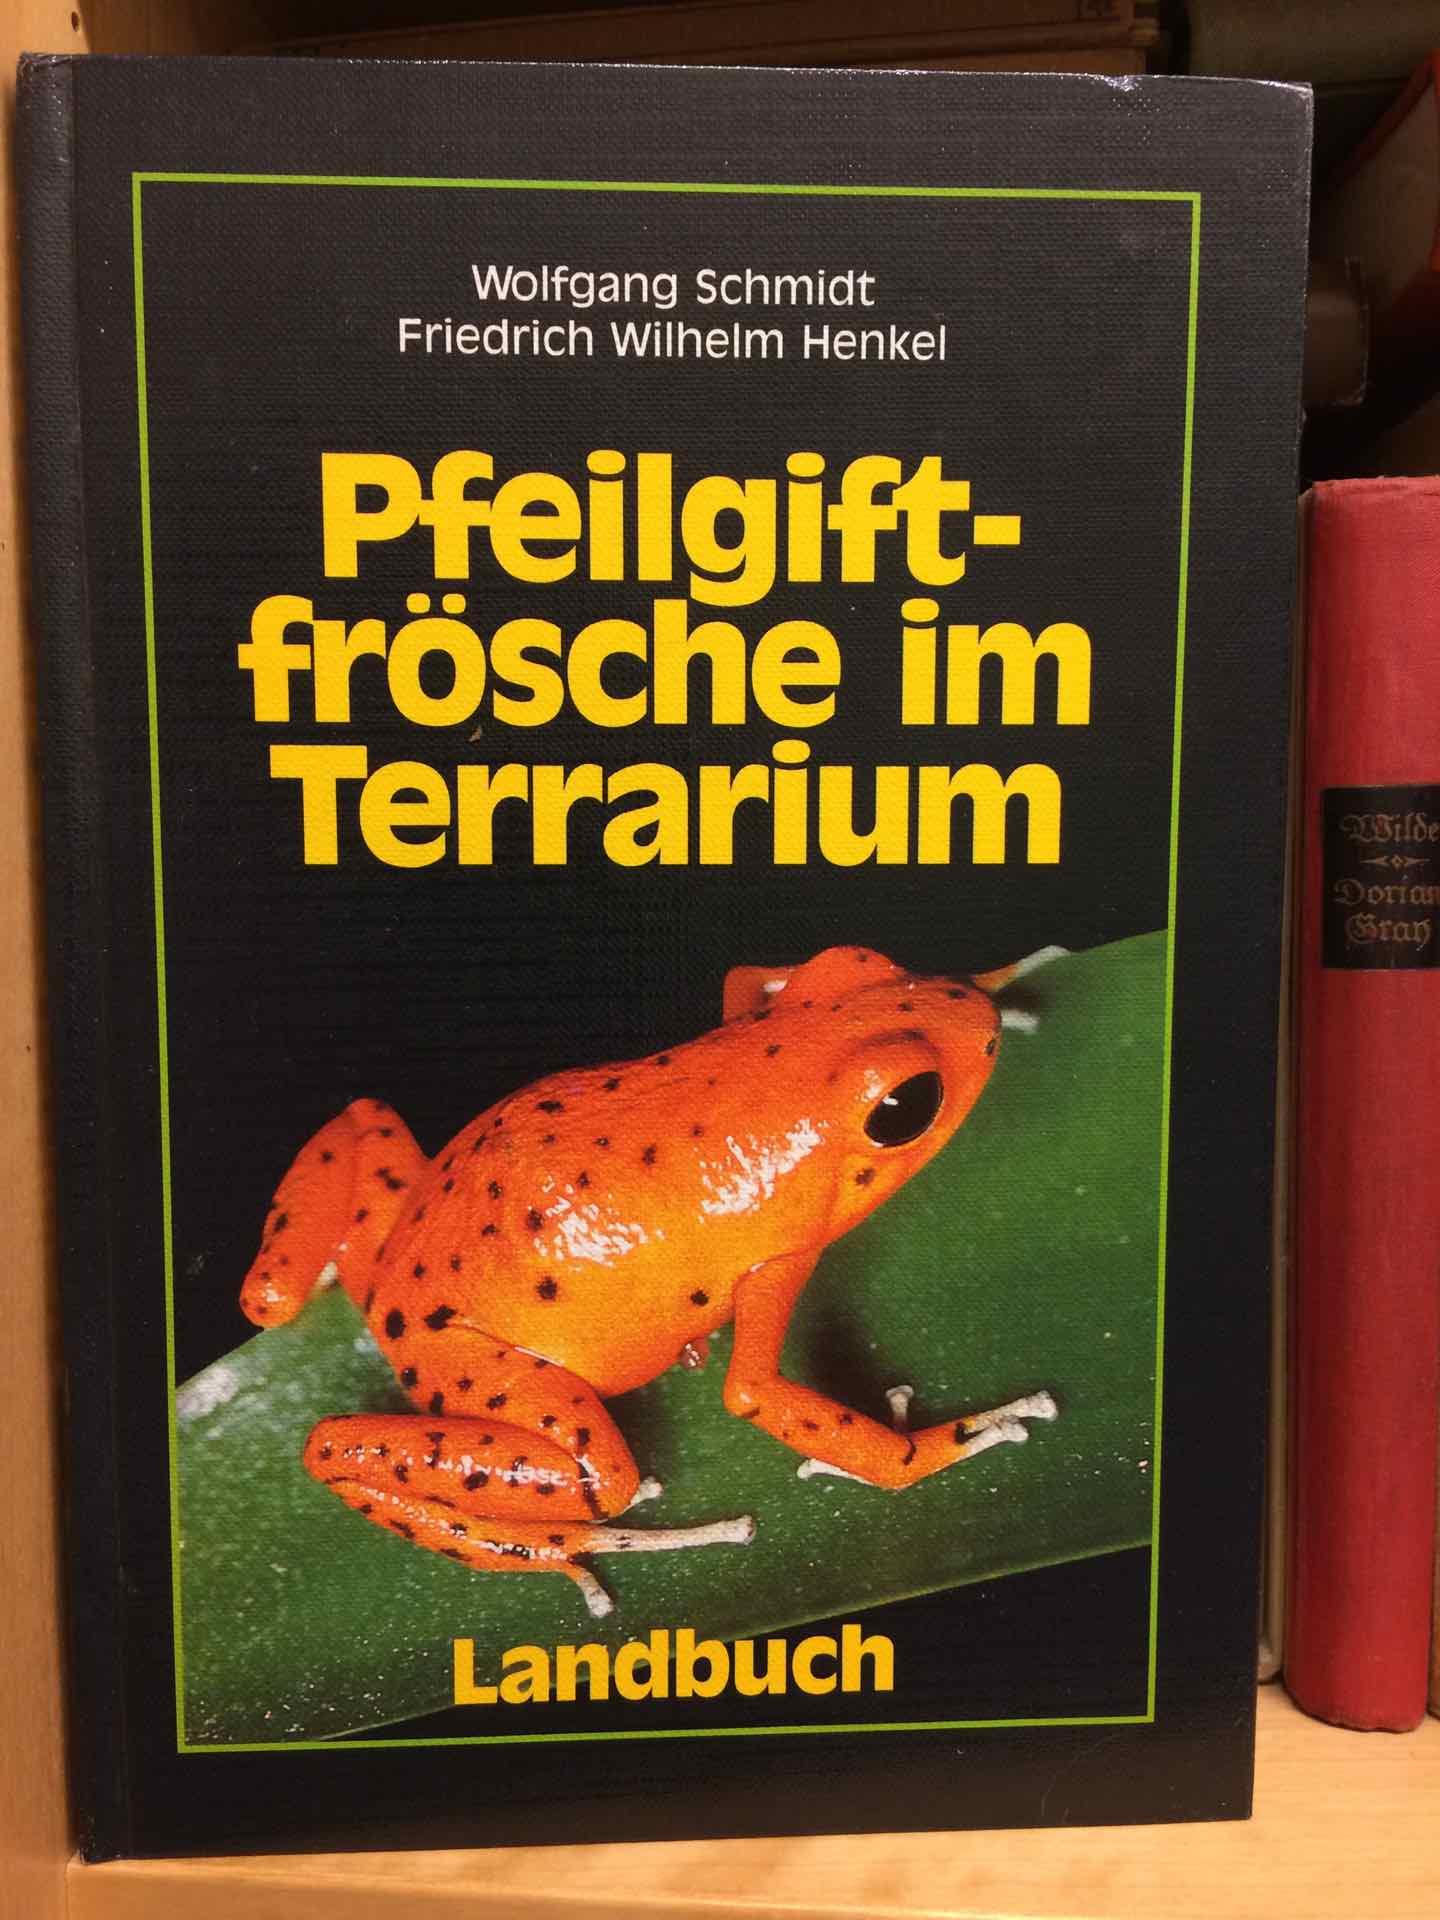 Wolfgang Schmidt
Friedrich Wilhelm Henkel
Pfeilgift-
frösche im
Terrarium
Landbuch
Wilde
Dorian
Gray